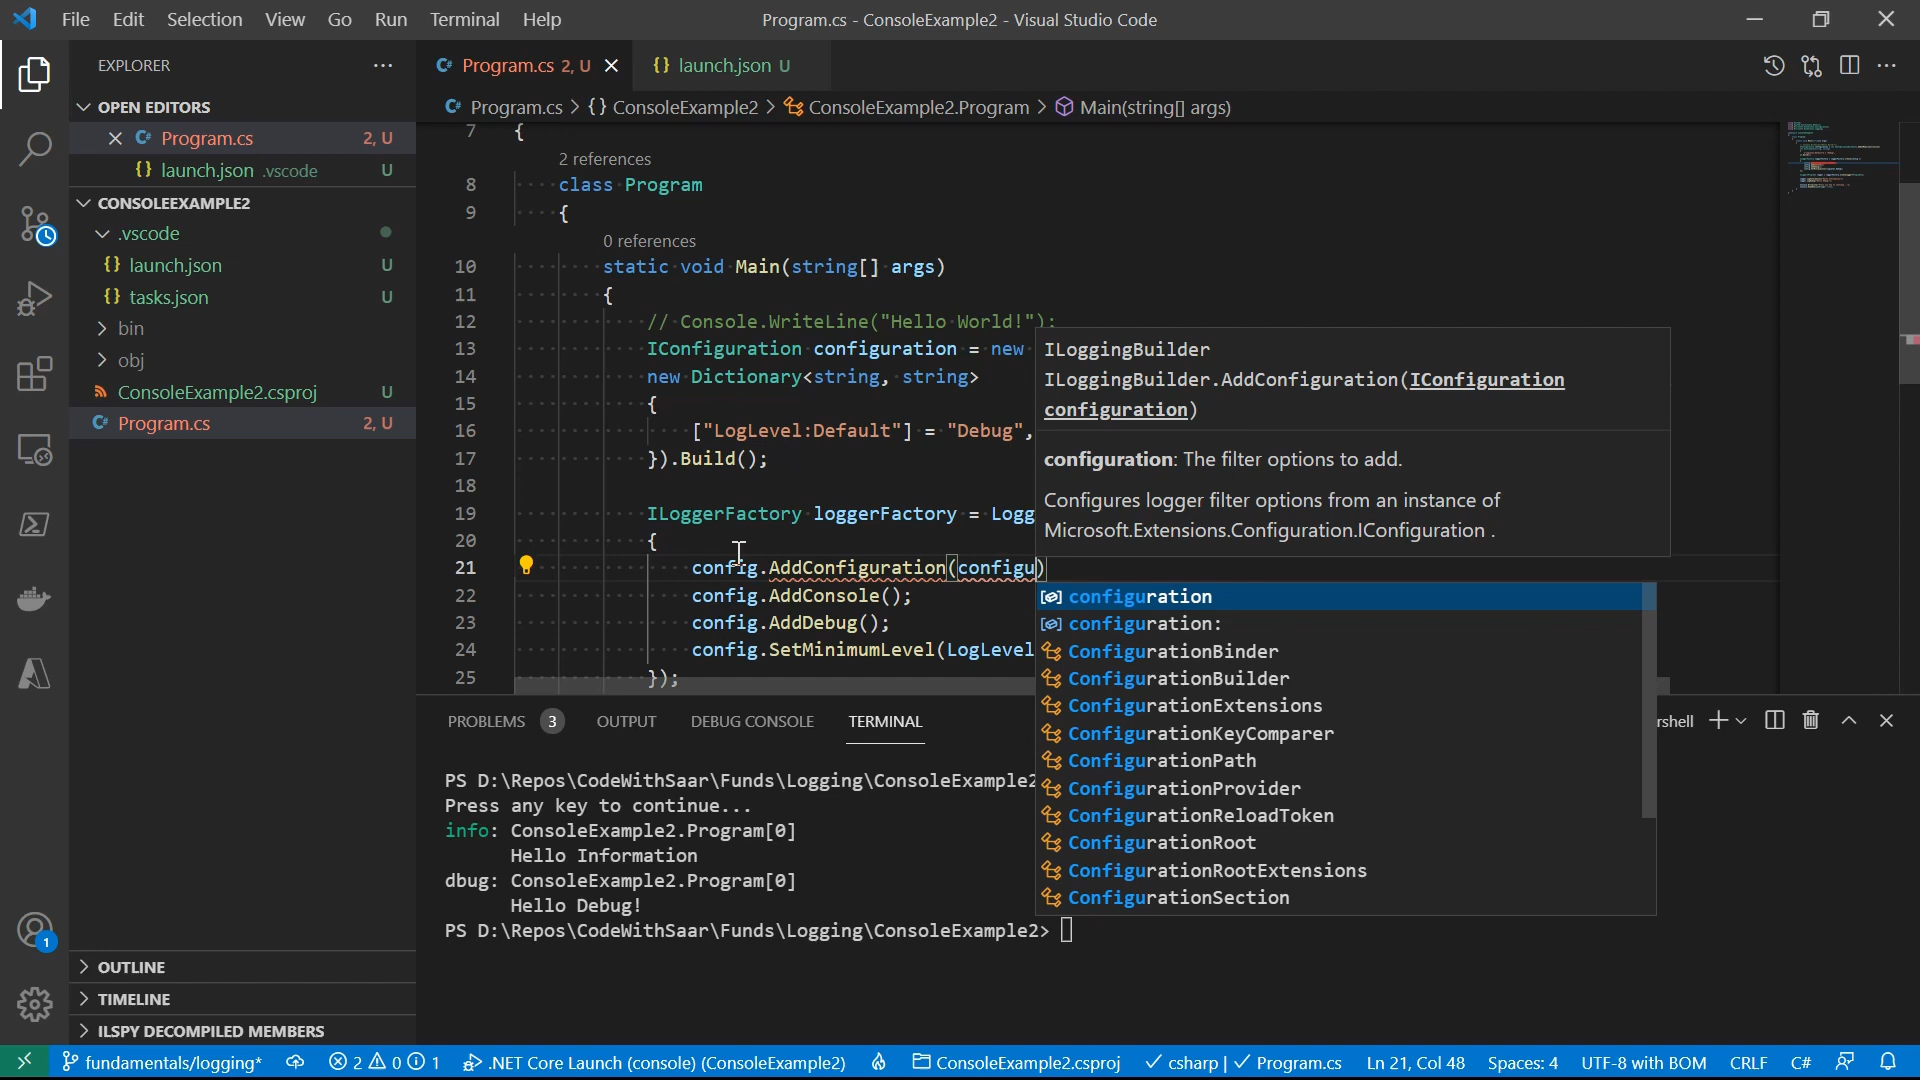 File Edit Selection View Go Run Terminal Help
Program.cs - ConsoleExample2 - Visual Studio Code
EXPLORER
OPEN EDITORS
Program.cs 2, U
launch.json .vscode U
CONSOLEEXAMPLE2
.vscode
{} launch.json U
{} tasks.json U
bin
obj
ConsoleExample2.csproj U
C# Program.cs 2, U
OUTLINE
TIMELINE
ILSPY DECOMPILED MEMBERS
C# Program.cs 2, U
{} launch.json U
C# Program.cs > {} ConsoleExample2 > ConsoleExample2.Program > Main(string[] args)
7 {
2 references
8 class Program
9 {
0 references
10 static void Main(string[] args)
11 {
12 // Console.WriteLine("Hello World!");
13 IConfiguration configuration = new
14 new Dictionary<string, string>
15 {
16 ["LogLevel:Default"] = "Debug",
17 }).Build();
18
19 ILoggerFactory loggerFactory = Logg
20 {
21 config.AddConfiguration(configu)
22 config.AddConsole();
23 config.AddDebug();
24 config.SetMinimumLevel(LogLevel
25 });
ILoggingBuilder
ILoggingBuilder.AddConfiguration(IConfiguration
configuration)
configuration: The filter options to add.
Configures logger filter options from an instance of
Microsoft.Extensions.Configuration.IConfiguration .
configuration
configuration:
ConfigurationBinder
ConfigurationBuilder
ConfigurationExtensions
ConfigurationKeyComparer
ConfigurationPath
ConfigurationProvider
ConfigurationReloadToken
ConfigurationRoot
ConfigurationRootExtensions
ConfigurationSection
PROBLEMS 3 OUTPUT DEBUG CONSOLE TERMINAL
rshell
PS D:\Repos\CodeWithSaar\Funds\Logging\ConsoleExample2
Press any key to continue...
info: ConsoleExample2.Program[0]
Hello Information
dbug: ConsoleExample2.Program[0]
Hello Debug!
PS D:\Repos\CodeWithSaar\Funds\Logging\ConsoleExample2>
1
fundamentals/logging* 2 0 1 .NET Core Launch (console) (ConsoleExample2) ConsoleExample2.csproj csharp | Program.cs Ln 21, Col 48 Spaces: 4 UTF-8 with BOM CRLF C#